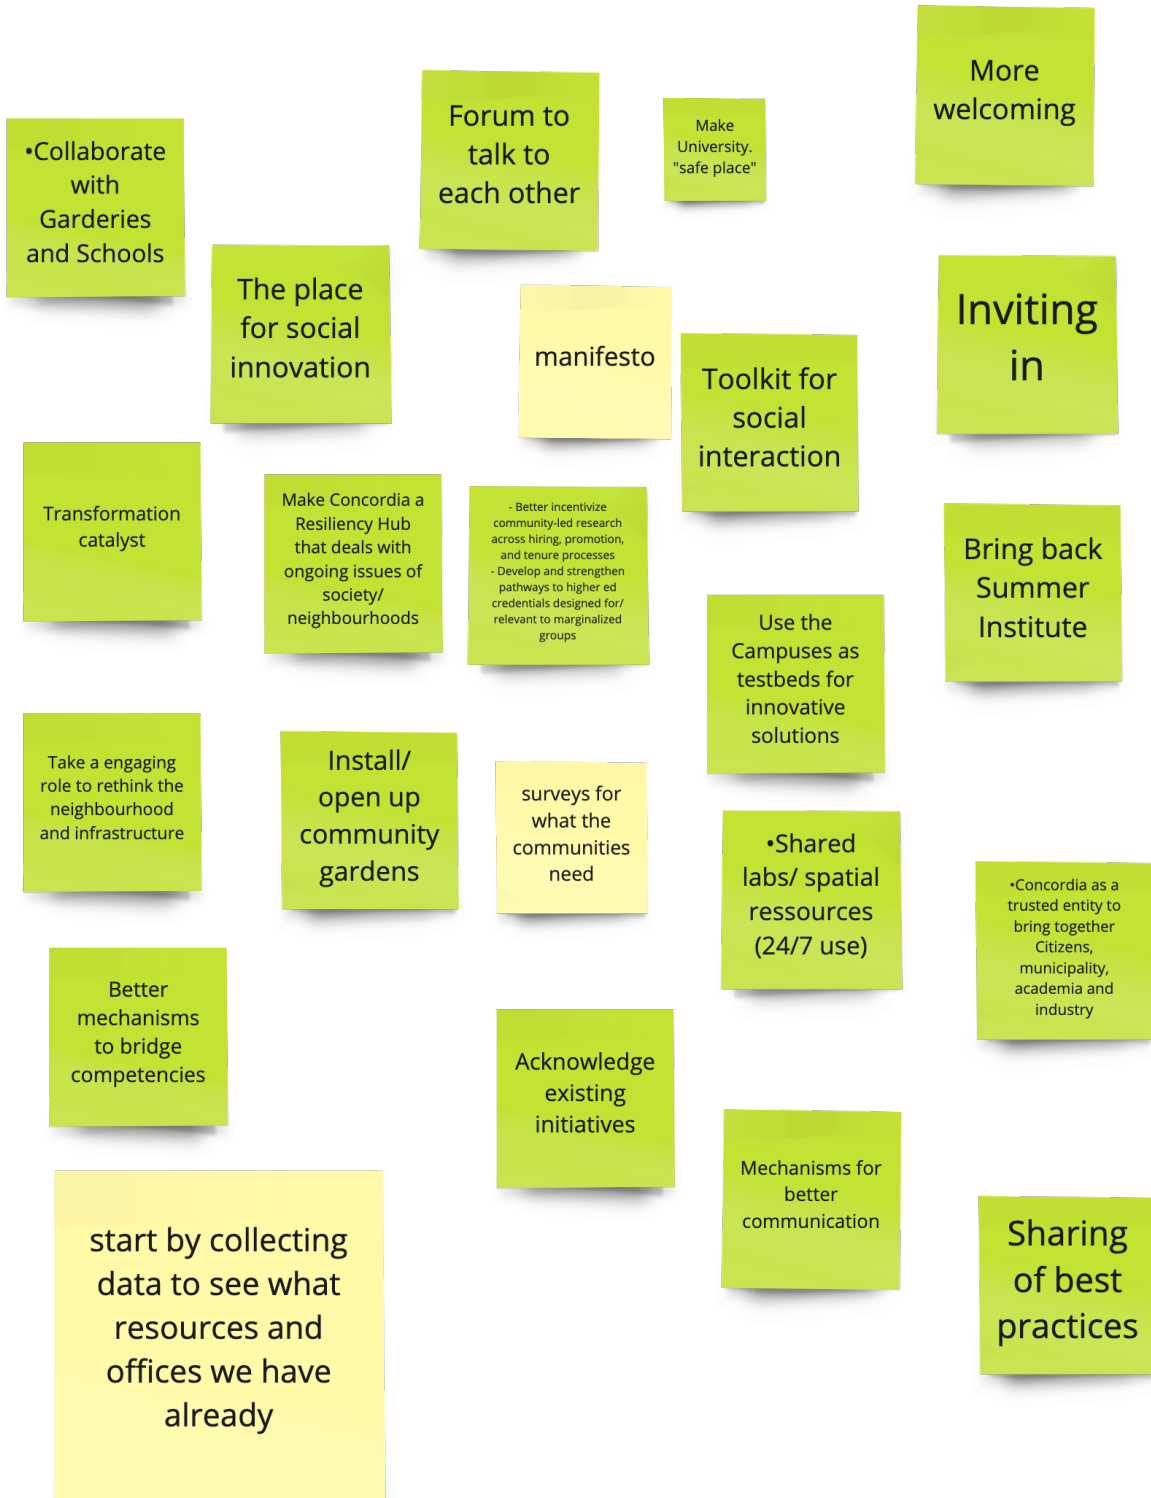 More
welcoming
Forum to
talk to
each other
Make
University.
"safe place"
•Collaborate
with
Garderies
and Schools
The place
for social
innovation
Inviting
in
manifesto
Toolkit for
social
interaction
Transformation
catalyst
Make Concordia a
Resiliency Hub
that deals with
ongoing issues of
society/
neighbourhoods
- Better incentivize
community-led research
across hiring, promotion,
and tenure processes
- Develop and strengthen
pathways to higher ed
credentials designed for/
relevant to marginalized
groups
Bring back
Summer
Institute
Use the
Campuses as
testbeds for
innovative
solutions
Take a engaging
role to rethink the
neighbourhood
and infrastructure
Install/
open up
community
gardens
surveys for
what the
communities
need
•Shared
labs/ spatial
ressources
(24/7 use)
•Concordia as a
trusted entity to
bring together
Citizens,
municipality,
academia and
industry
Better
mechanisms
to bridge
competencies
Acknowledge
existing
initiatives
Mechanisms for
better
communication
start by collecting
data to see what
resources and
offices we have
already
Sharing
of best
practices